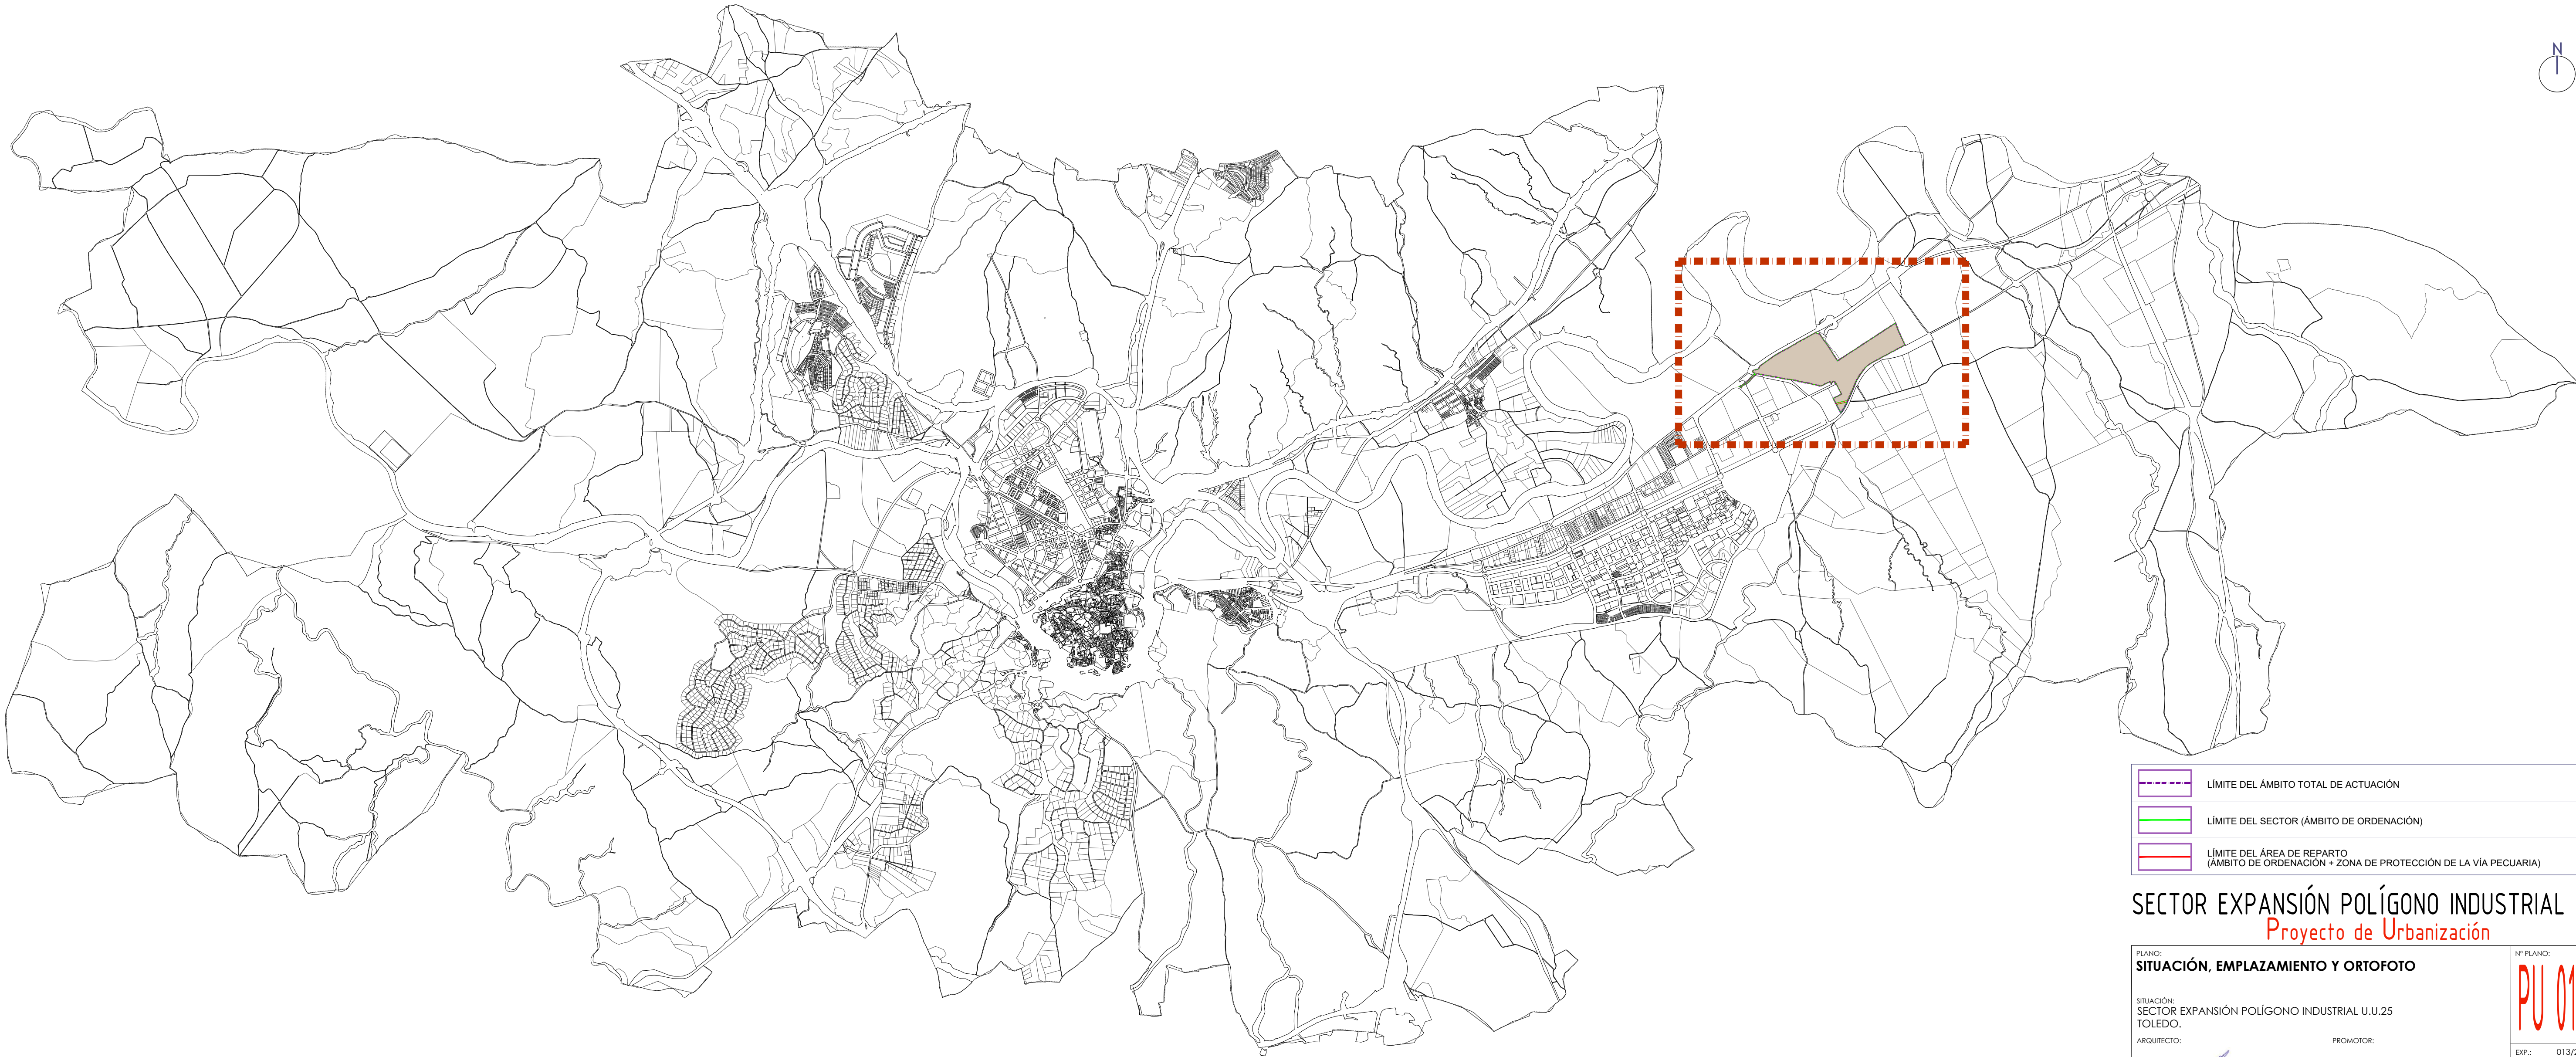 N
LÍMITE DEL ÁMBITO TOTAL DE ACTUACIÓN
LÍMITE DEL SECTOR (ÁMBITO DE ORDENACIÓN)
LÍMITE DEL ÁREA DE REPARTO
(ÁMBITO DE ORDENACIÓN + ZONA DE PROTECCIÓN DE LA VÍA PECUARIA)
SECTOR EXPANSIÓN POLÍGONO INDUSTRIAL
Proyecto de Urbanización
PLANO:
SITUACIÓN, EMPLAZAMIENTO Y ORTOFOTO
Nº PLANO:
PU 01
SITUACIÓN:
SECTOR EXPANSIÓN POLÍGONO INDUSTRIAL U.U.25
TOLEDO.
ARQUITECTO:
PROMOTOR:
EXP.: